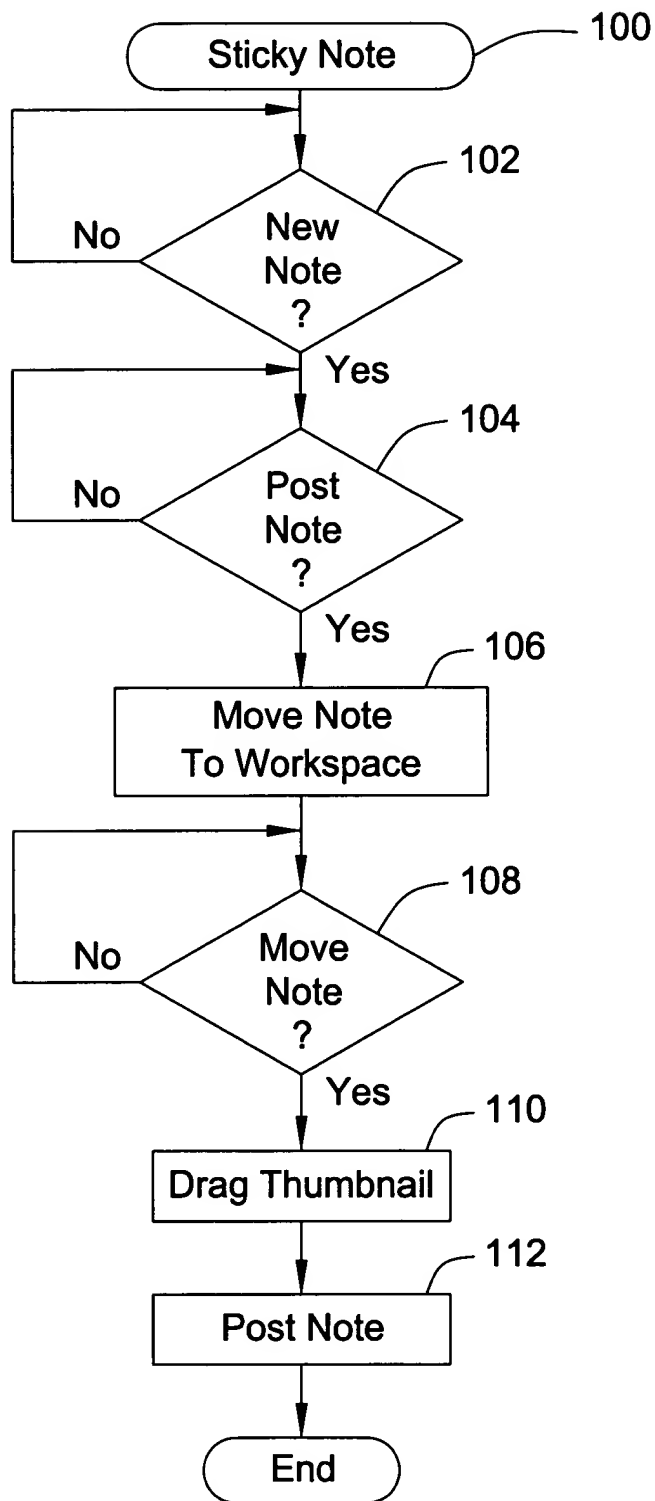 Sticky Note
100
102
New
Note
?
No
Yes
104
Post
Note
?
No
Yes
106
Move Note
To Workspace
108
Move
Note
?
No
Yes
110
Drag Thumbnail
112
Post Note
End